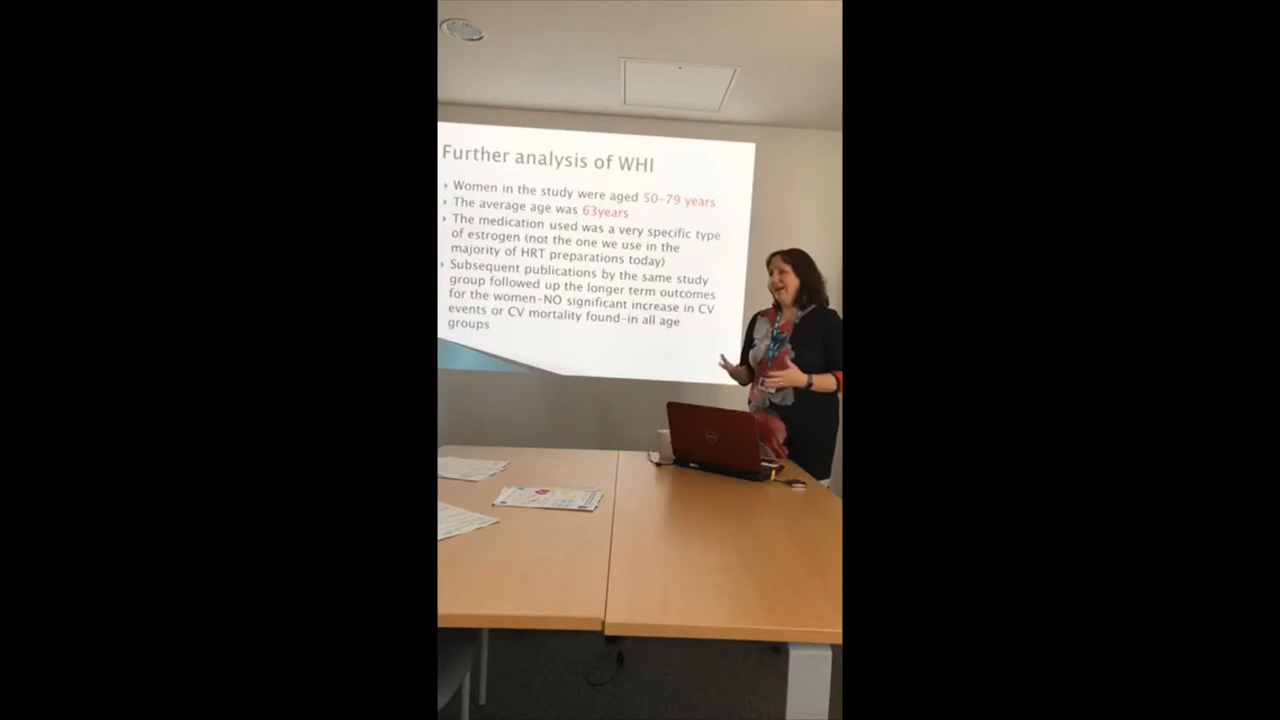 Further analysis of WHI
Women in the study were aged 50-79 years
The average age was 63years
The medication used was a very specific type
of estrogen (not the one we use in the
majority of HRT preparations today)
Subsequent publications by the same study
group followed up the longer term outcomes
for the women-NO significant increase in CV
events or CV mortality found-in all age
groups